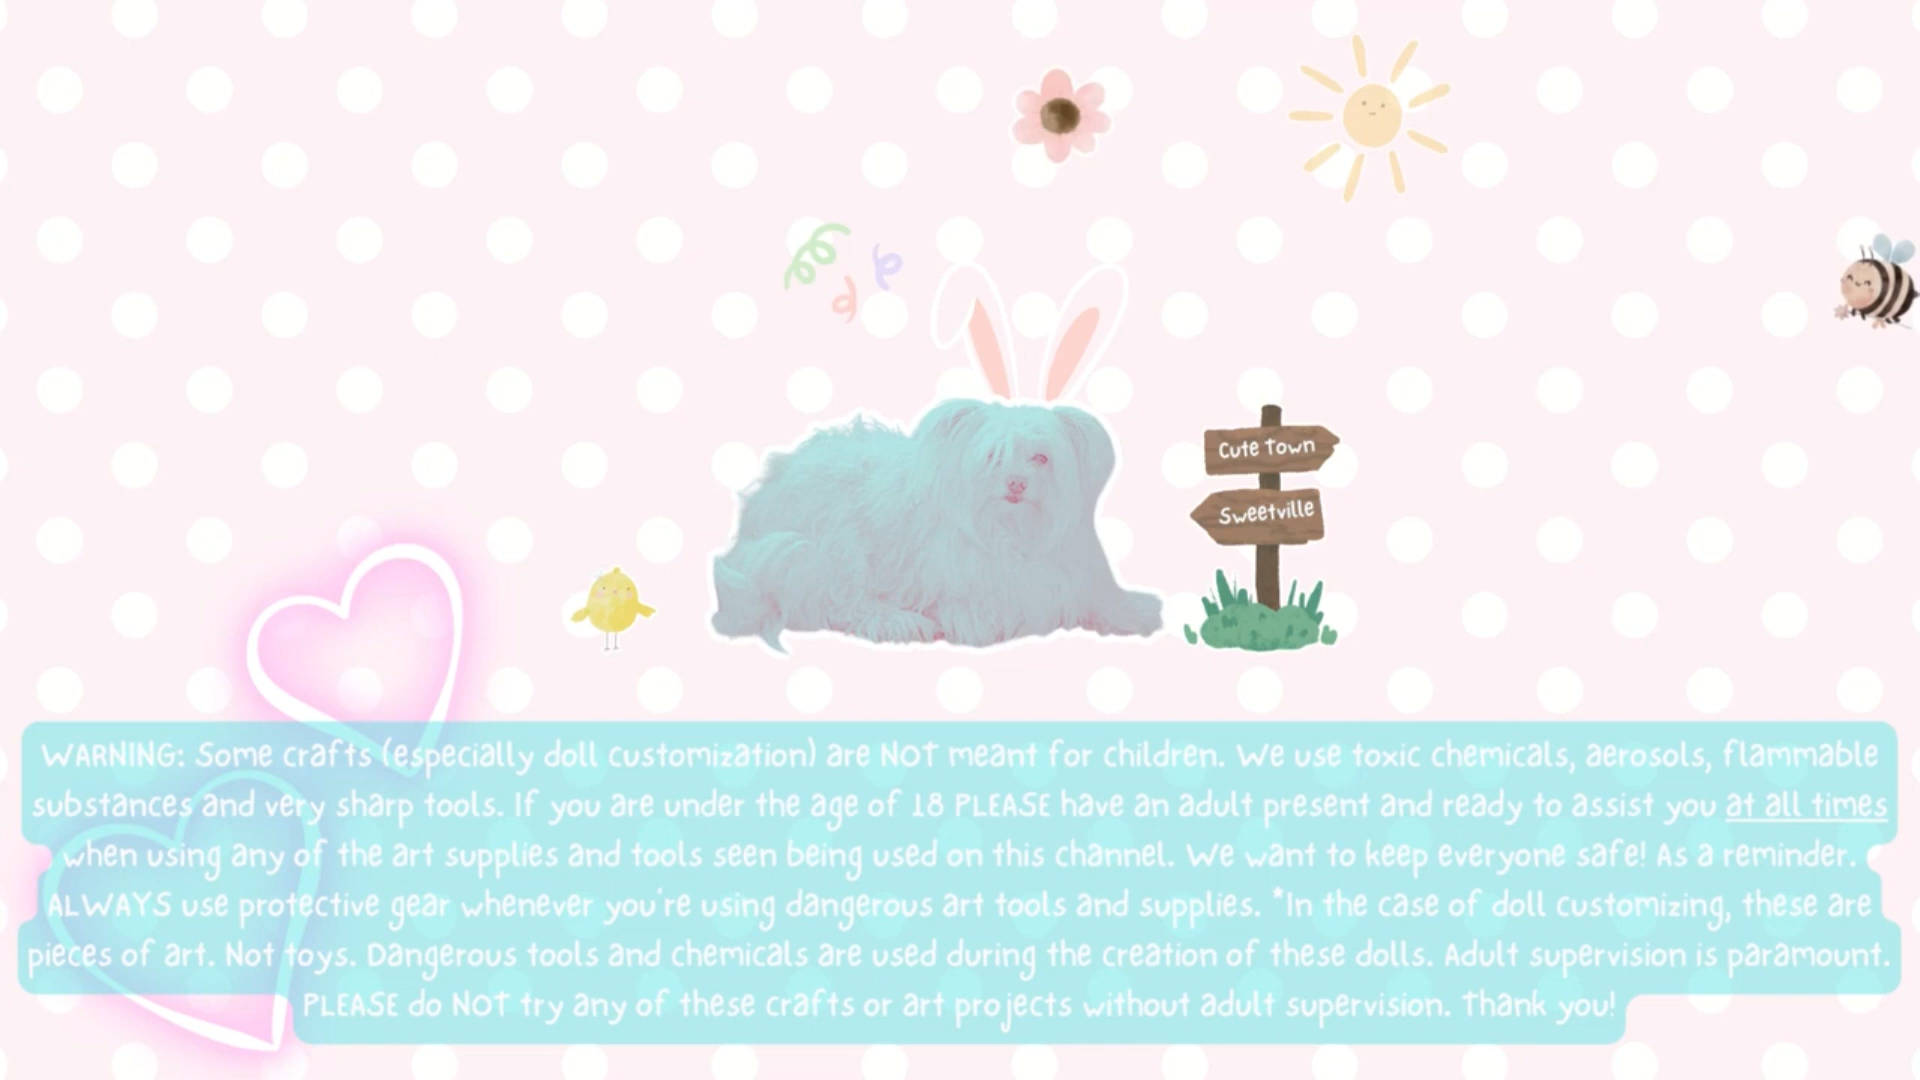 Cute Town
Sweetville
WARNING: Some crafts (especially doll customization) are NOT meant for children. We use toxic chemicals, aerosols, flammable
substances and very sharp tools. If you are under the age of 18 PLEASE have an adult present and ready to assist you at all times
when using any of the art supplies and tools seen being used on this channel. We want to keep everyone safe! As a reminder.
ALWAYS use protective gear whenever you're using dangerous art tools and supplies. *In the case of doll customizing, these are
pieces of art. Not toys. Dangerous tools and chemicals are used during the creation of these dolls. Adult supervision is paramount.
PLEASE do NOT try any of these crafts or art projects without adult supervision. Thank you!